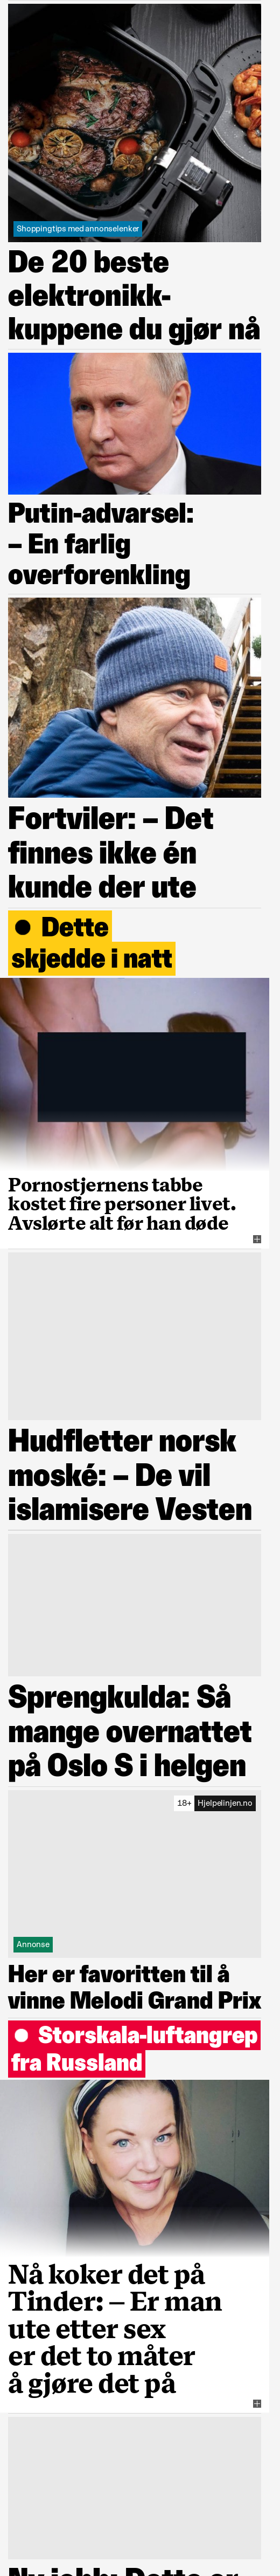 Shoppingtips med annonselenker
De 20 beste
elektronikk-
kuppene du gjør nå
Putin-advarsel:
– En farlig
overforenkling
Fortviler: – Det
finnes ikke én
kunde der ute
Dette
skjedde i natt
Pornostjernens tabbe
kostet fire personer livet.
Avslørte alt før han døde
Hudfletter norsk
moské: – De vil
islamisere Vesten
Sprengkulda: Så
mange overnattet
på Oslo S i helgen
18+ Hjelpelinjen.no
Annonse
Her er favoritten til å
vinne Melodi Grand Prix
Storskala-luftangrep
fra Russland
Nå koker det på
Tinder: – Er man
ute etter sex
er det to måter
å gjøre det på